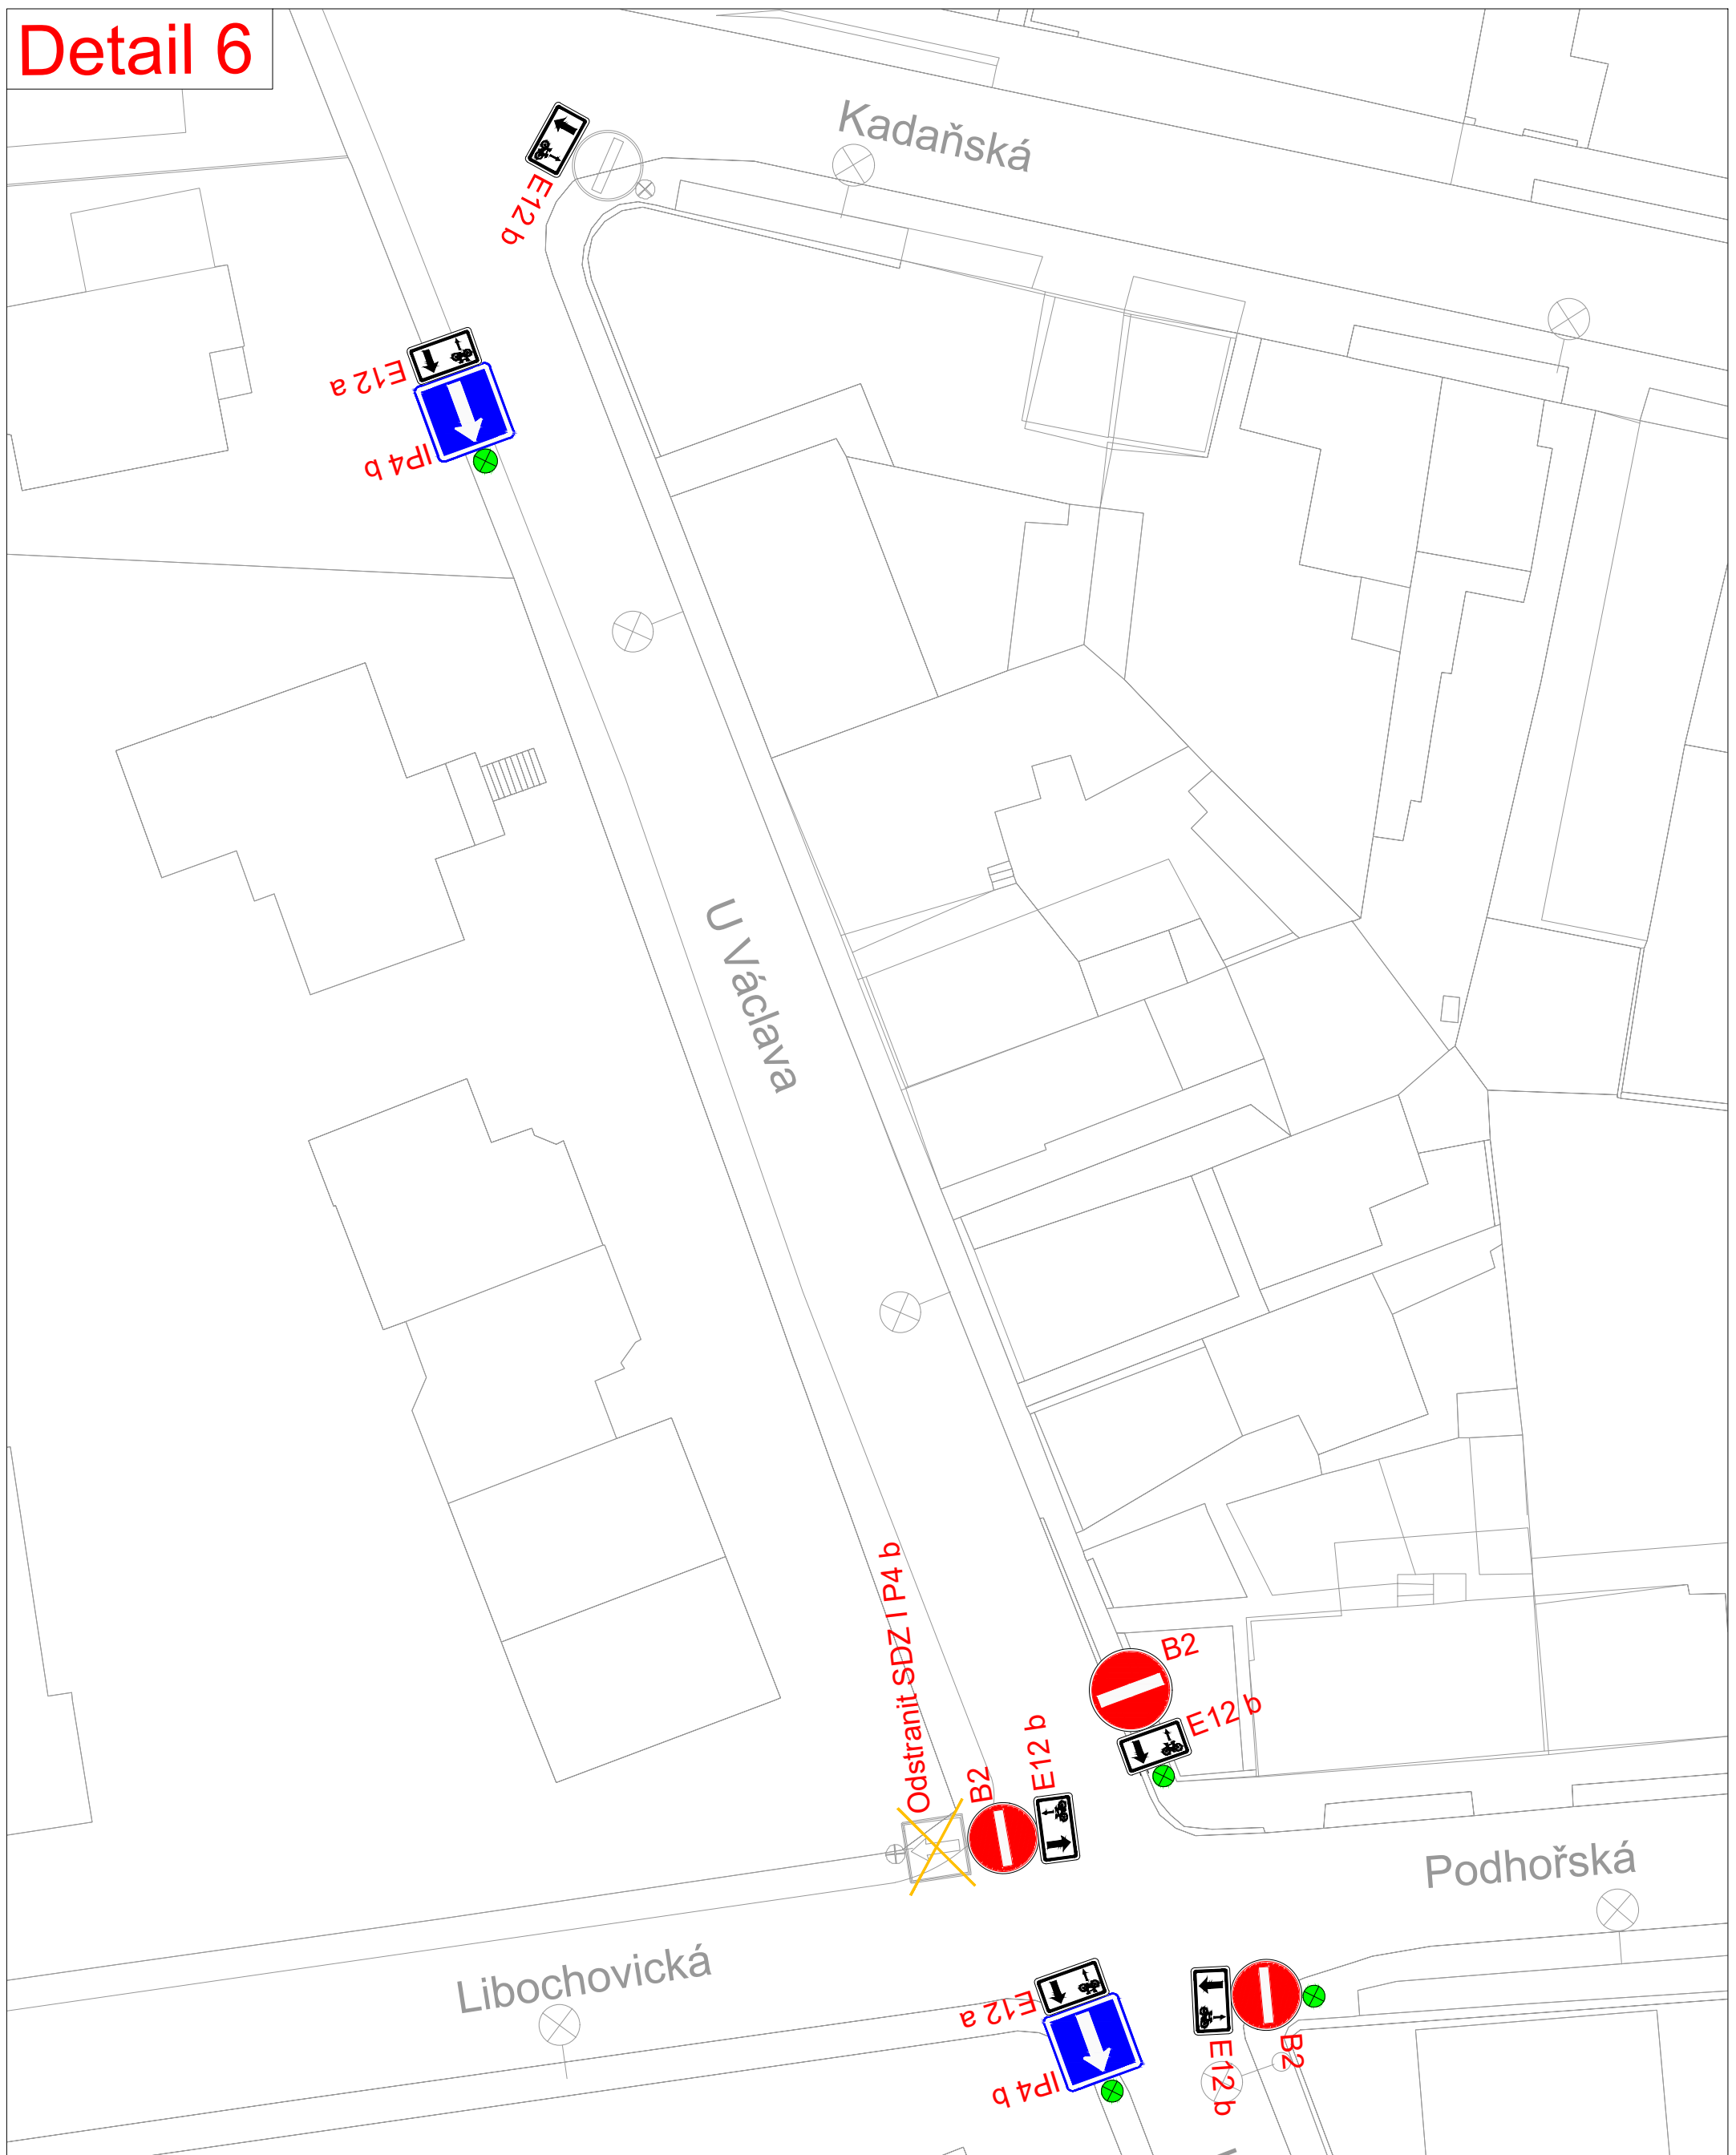 Detail 6
Kadaňská
E12 b
E12 a
IP4 b
U Václava
Odstranit SDZ I P4 b
B2
E12 b
B2
E12 b
Podhořská
Libochovická
E12 a
IP4 b
E12 b
B2